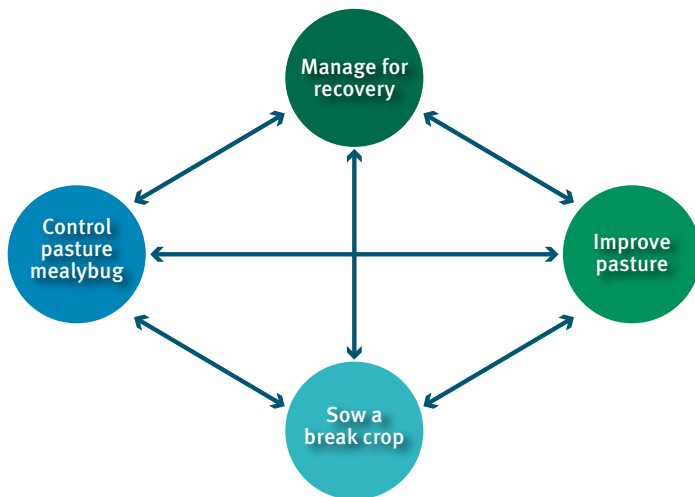 Manage for
recovery
Control
pasture
mealybug
Improve
pasture
Sow a
break crop